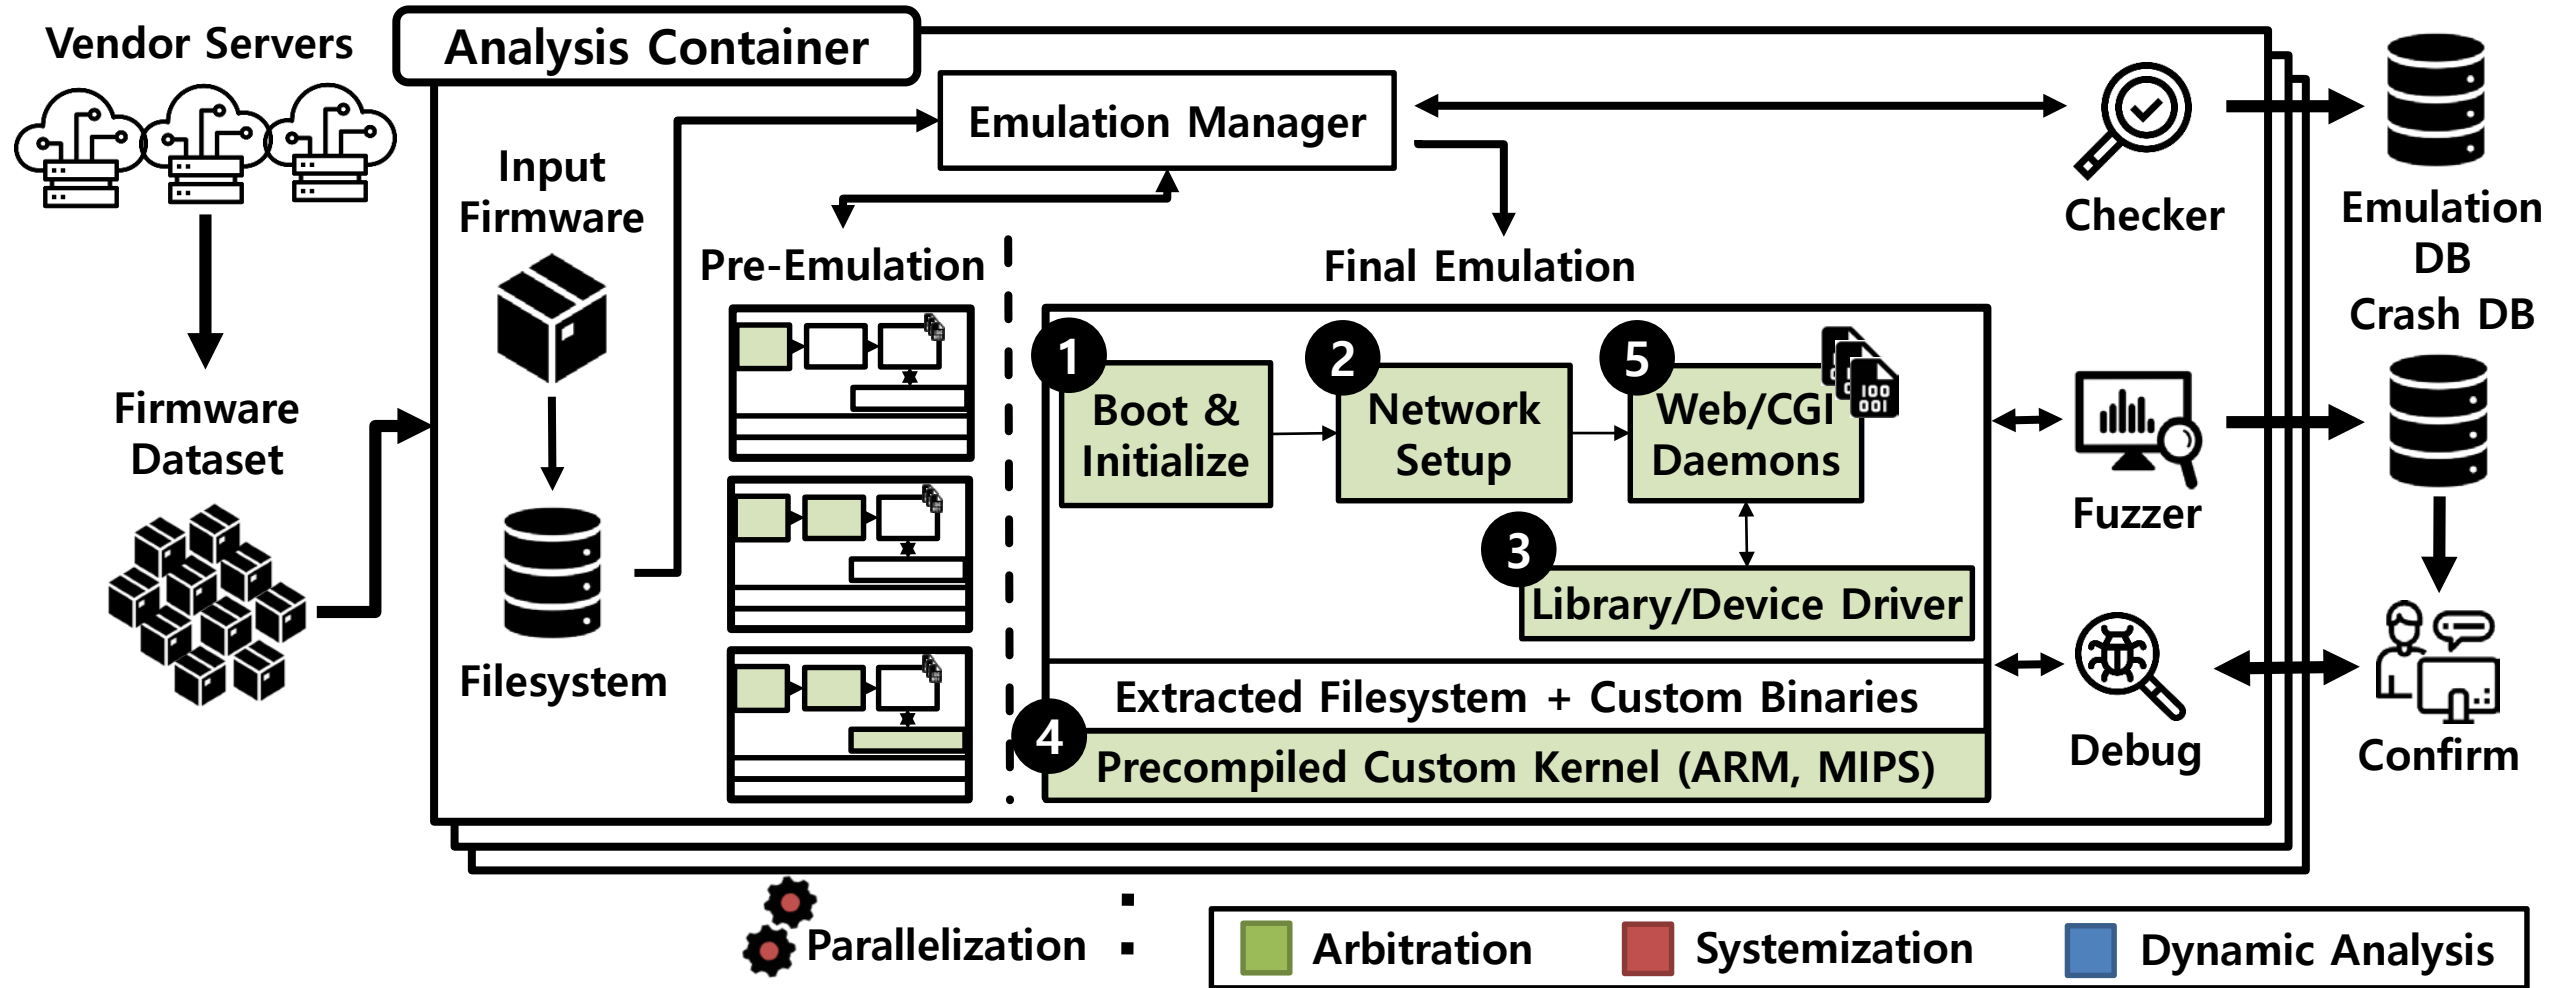 Vendor Servers
Analysis Container
Emulation Manager
Input
Firmware
Checker
Emulation
DB
Pre-Emulation
Final Emulation
Crash DB
1
2
5
Boot &
Initialize
Network
Setup
Web/CGI
Daemons
100
001
Firmware
Dataset
Fuzzer
3
Library/Device Driver
Filesystem
Extracted Filesystem + Custom Binaries
4
Precompiled Custom Kernel (ARM, MIPS)
Debug
Confirm
Parallelization
Arbitration
Systemization
Dynamic Analysis